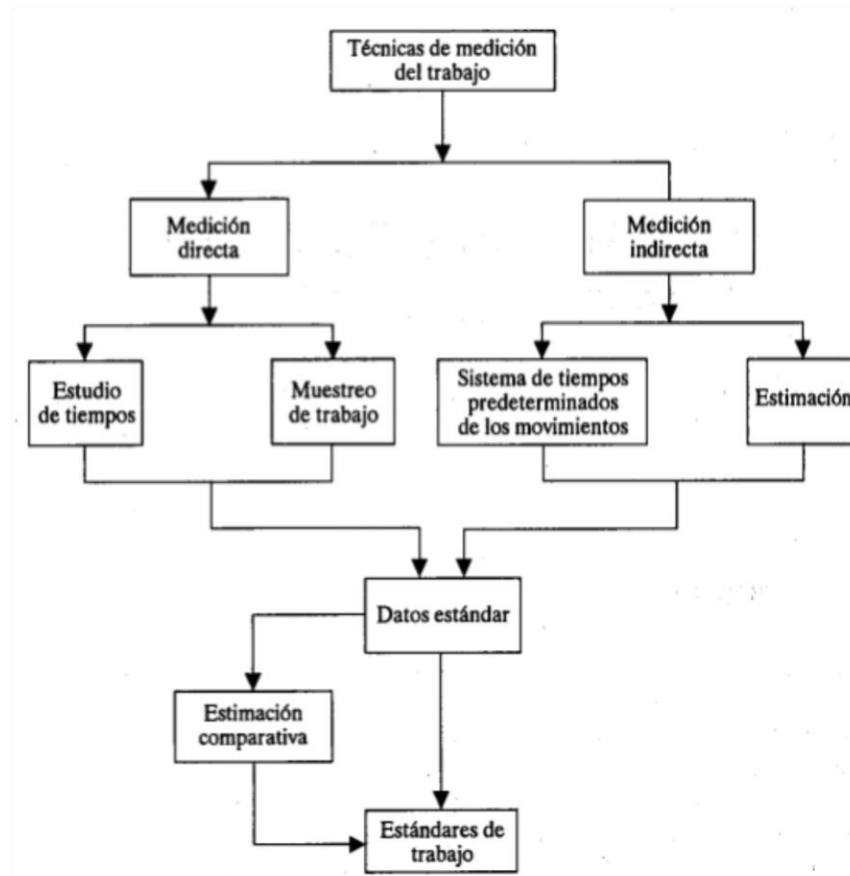 Técnicas de medición
del trabajo
Medición
directa
Medición
indirecta
Estudio
de tiempos
Muestreo
de trabajo
Sistema de tiempos
predeterminados
de los movimientos
Estimación
Datos estándar
Estimación
comparativa
Estándares de
trabajo